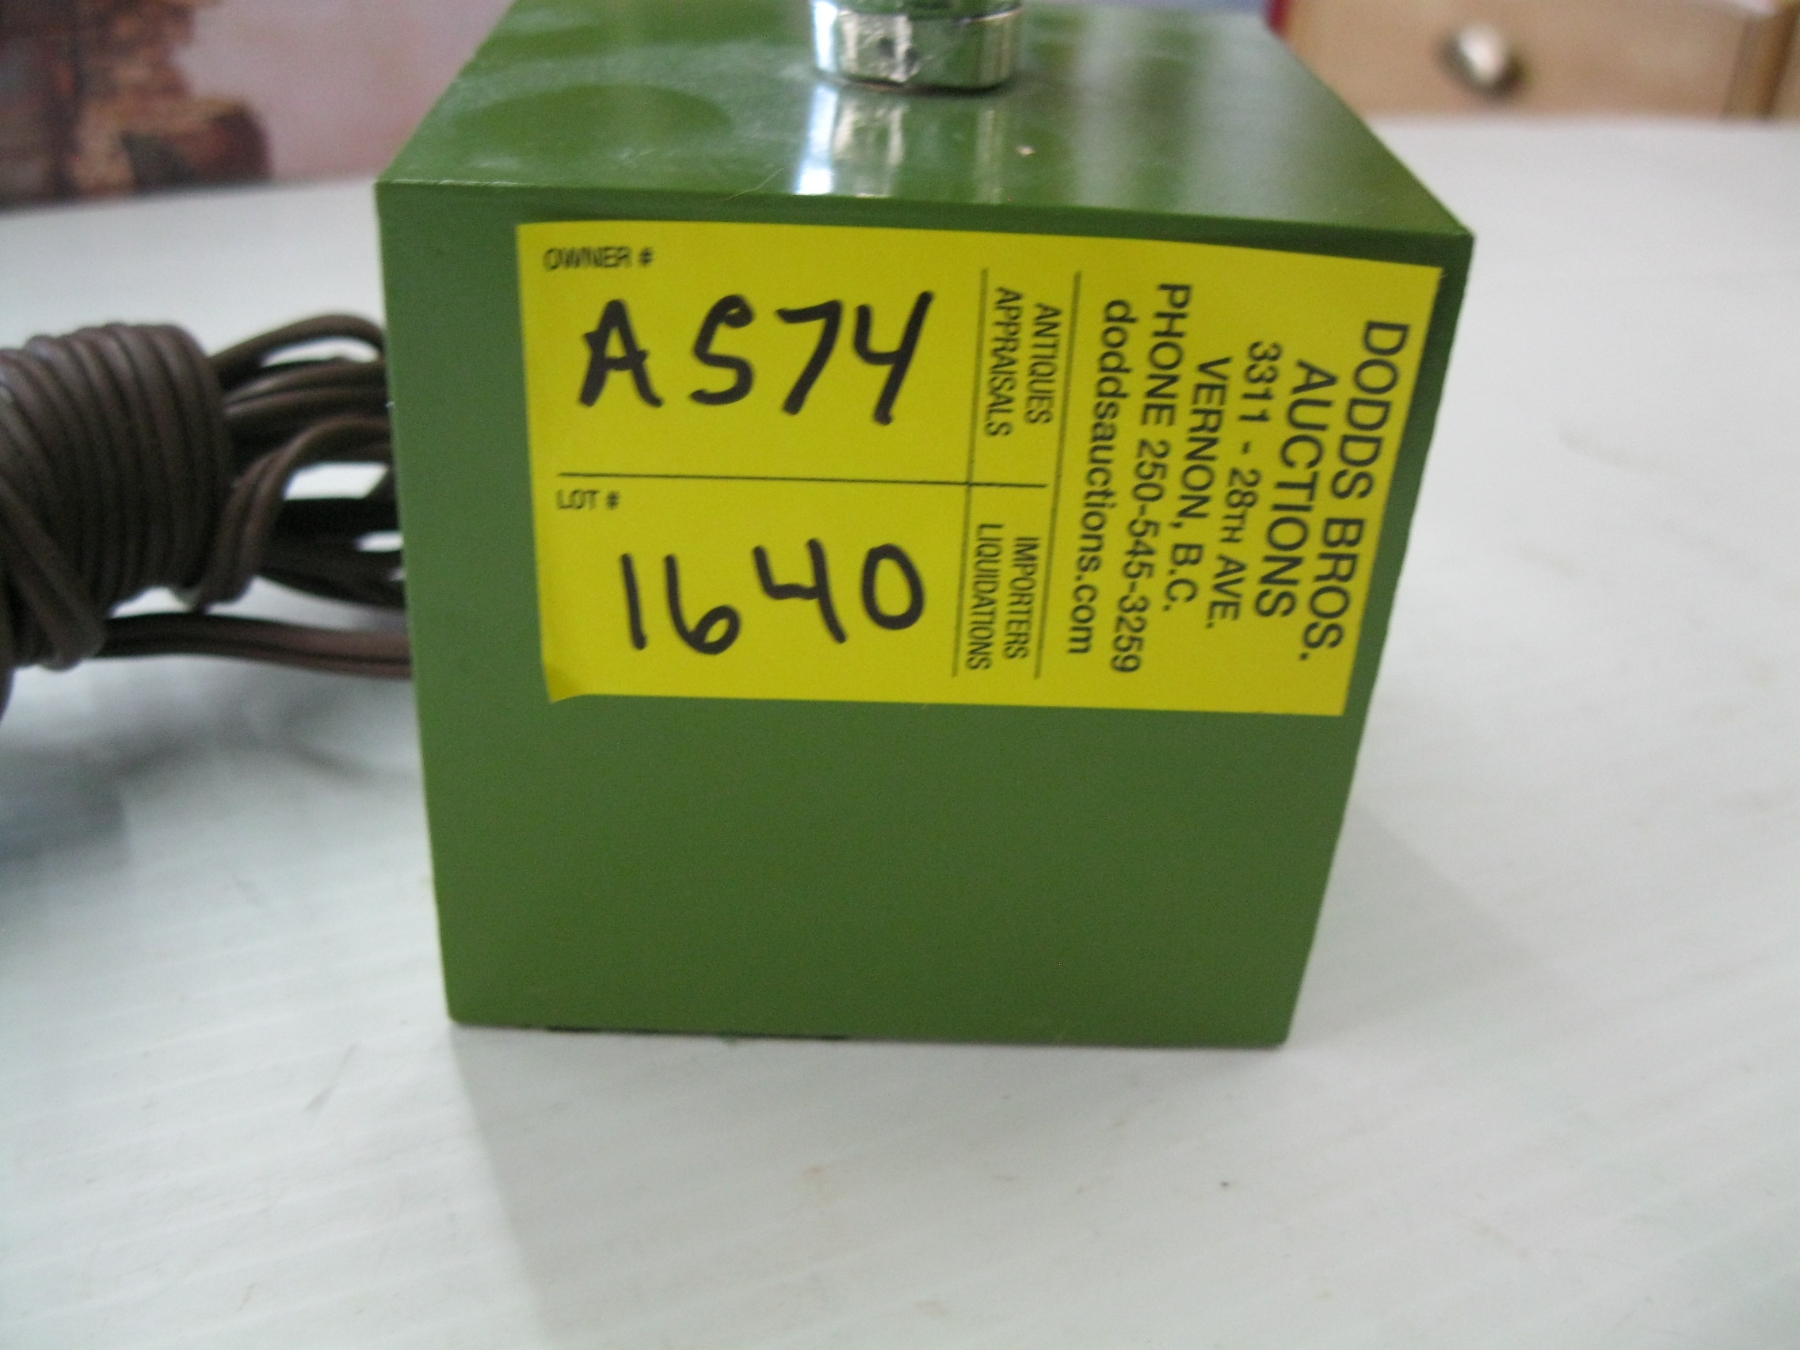 OWNER #
A574
LOT #
1640
ANTIQUES
APPRAISALS
IMPORTERS
LIQUIDATIONS
DODDS BROS.
AUCTIONS
3311 - 28TH AVE.
VERNON, B.C.
PHONE 250-545-3259
doddsauctions.com